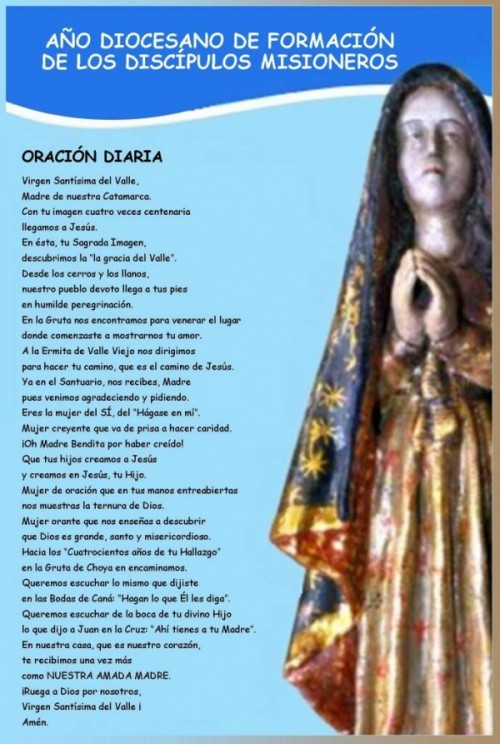 AÑO DIOCESANO DE FORMACIÓN
DE LOS DISCÍPULOS MISIONEROS
ORACIÓN DIARIA
Virgen Santísima del Valle,
Madre de nuestra Catamarca.
Con tu imagen cuatro veces centenaria
llegamos a Jesús.
En ésta, tu Sagrada Imagen,
descubrimos la "la gracia del Valle".
Desde los cerros y los llanos,
nuestro pueblo devoto llega a tus pies
en humilde peregrinación.
En la Gruta nos encontramos para venerar el lugar
donde comenzaste a mostrarnos tu amor.
A la Ermita de Valle Viejo nos dirigimos
para hacer tu camino, que es el camino de Jesús.
Ya en el Santuario, nos recibes, Madre
pues venimos agradeciendo y pidiendo.
Eres la mujer del SÍ, del "Hágase en mí".
Mujer creyente que va de prisa a hacer caridad.
¡Oh Madre Bendita por haber creído!
Que tus hijos creamos a Jesús
y creamos en Jesús, tu Hijo.
Mujer de oración que en tus manos entreabiertas
nos muestras la ternura de Dios.
Mujer orante que nos enseñas a descubrir
que Dios es grande, santo y misericordioso.
Hacia los "Cuatrocientos años de tu Hallazgo"
en la Gruta de Choya en encaminamos.
Queremos escuchar lo mismo que dijiste
en las Bodas de Caná: "Hagan lo que Él les diga".
Queremos escuchar de la boca de tu divino Hijo
lo que dijo a Juan en la Cruz: "Ahí tienes a tu Madre".
En nuestra casa, que es nuestro corazón,
te recibimos una vez más
como NUESTRA AMADA MADRE.
¡Ruega a Dios por nosotros,
Virgen Santísima del Valle ¡
Amén.